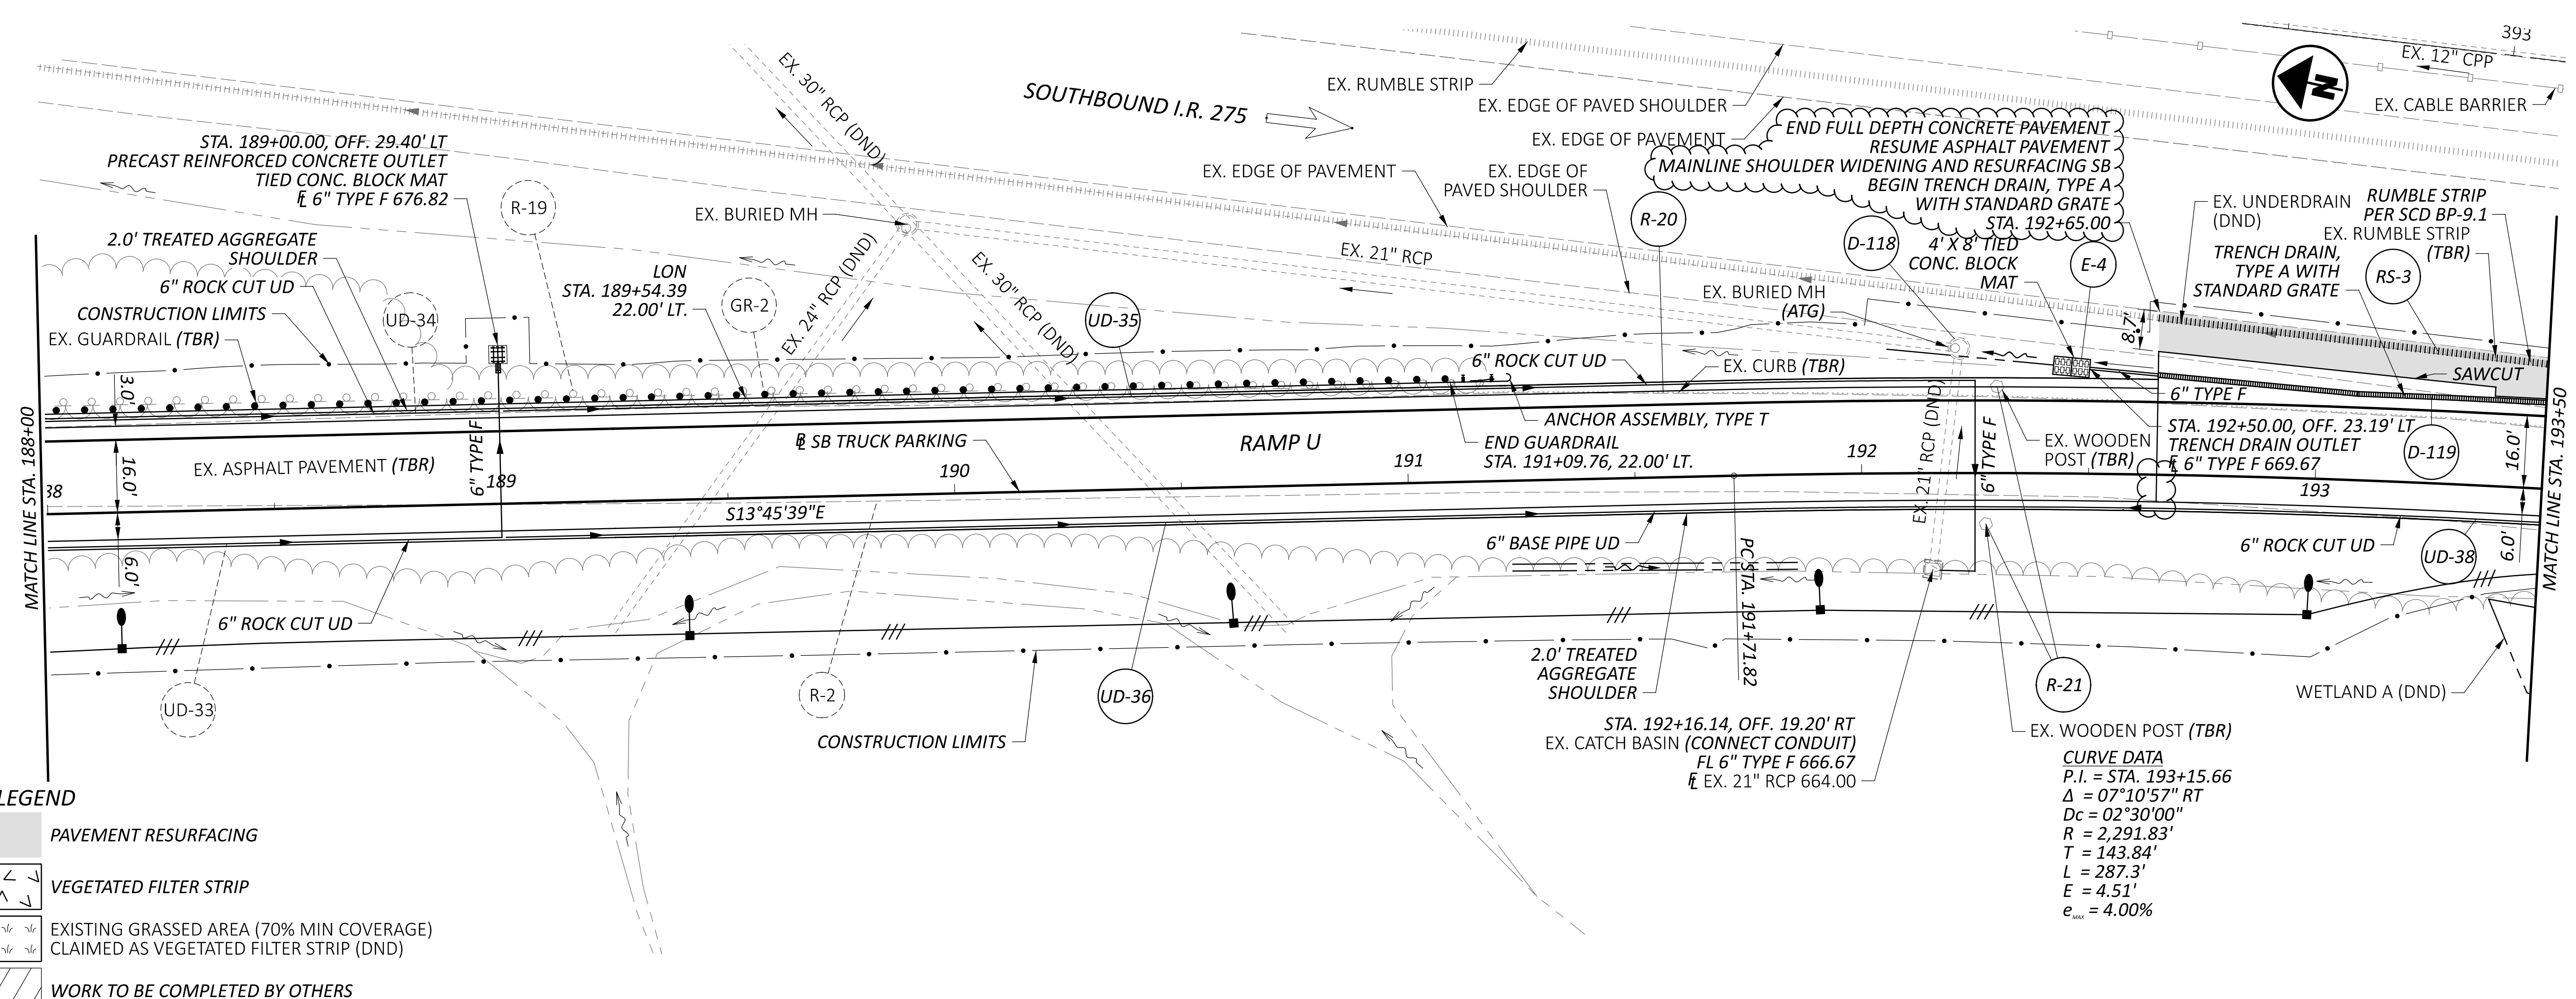 393
EX. 12" CPP
N
EX. CABLE BARRIER
EX. RUMBLE STRIP
EX. EDGE OF PAVED SHOULDER
EX. EDGE OF PAVEMENT
SOUTHBOUND I.R. 275
EX. 30" RCP (DND)
END FULL DEPTH CONCRETE PAVEMENT
RESUME ASPHALT PAVEMENT
MAINLINE SHOULDER WIDENING AND RESURFACING SB
BEGIN TRENCH DRAIN, TYPE A
WITH STANDARD GRATE
STA. 192+65.00
STA. 189+00.00, OFF. 29.40' LT
PRECAST REINFORCED CONCRETE OUTLET
TIED CONC. BLOCK MAT
FL 6" TYPE F 676.82
R-19
EX. BURIED MH
EX. EDGE OF PAVEMENT
EX. EDGE OF
PAVED SHOULDER
R-20
D-118
4' X 8' TIED
CONC. BLOCK
MAT
E-4
EX. UNDERDRAIN
(DND)
RUMBLE STRIP
PER SCD BP-9.1
EX. RUMBLE STRIP
(TBR)
TRENCH DRAIN,
TYPE A WITH
STANDARD GRATE
RS-3
2.0' TREATED AGGREGATE
SHOULDER
6" ROCK CUT UD
CONSTRUCTION LIMITS
EX. GUARDRAIL (TBR)
UD-34
LON
STA. 189+54.39
22.00' LT.
GR-2
EX. 24" RCP (DND)
EX. 30" RCP (DND)
UD-35
EX. 21" RCP
EX. BURIED MH
(ATG)
8.7'
6" ROCK CUT UD
EX. CURB (TBR)
SAWCUT
6" TYPE F
3.0'
ANCHOR ASSEMBLY, TYPE T
END GUARDRAIL
STA. 191+09.76, 22.00' LT.
EX. WOODEN
POST (TBR)
STA. 192+50.00, OFF. 23.19' LT
TRENCH DRAIN OUTLET
FL 6" TYPE F 669.67
D-119
16.0'
EX. ASPHALT PAVEMENT (TBR)
6" TYPE F
BL SB TRUCK PARKING
RAMP U
EX. 21" RCP (DND)
6" TYPE F
16.0'
88
189
190
191
192
193
MATCH LINE STA. 188+00
MATCH LINE STA. 193+50
S13°45'39"E
6.0'
6" ROCK CUT UD
6" BASE PIPE UD
PC STA. 191+71.82
6" ROCK CUT UD
UD-38
6.0'
UD-33
R-2
UD-36
CONSTRUCTION LIMITS
2.0' TREATED
AGGREGATE
SHOULDER
R-21
WETLAND A (DND)
STA. 192+16.14, OFF. 19.20' RT
EX. CATCH BASIN (CONNECT CONDUIT)
FL 6" TYPE F 666.67
FL EX. 21" RCP 664.00
EX. WOODEN POST (TBR)
CURVE DATA
P.I. = STA. 193+15.66
Δ = 07°10'57" RT
Dc = 02°30'00"
R = 2,291.83'
T = 143.84'
L = 287.3'
E = 4.51'
eMAX = 4.00%
LEGEND
PAVEMENT RESURFACING
VEGETATED FILTER STRIP
EXISTING GRASSED AREA (70% MIN COVERAGE)
CLAIMED AS VEGETATED FILTER STRIP (DND)
WORK TO BE COMPLETED BY OTHERS